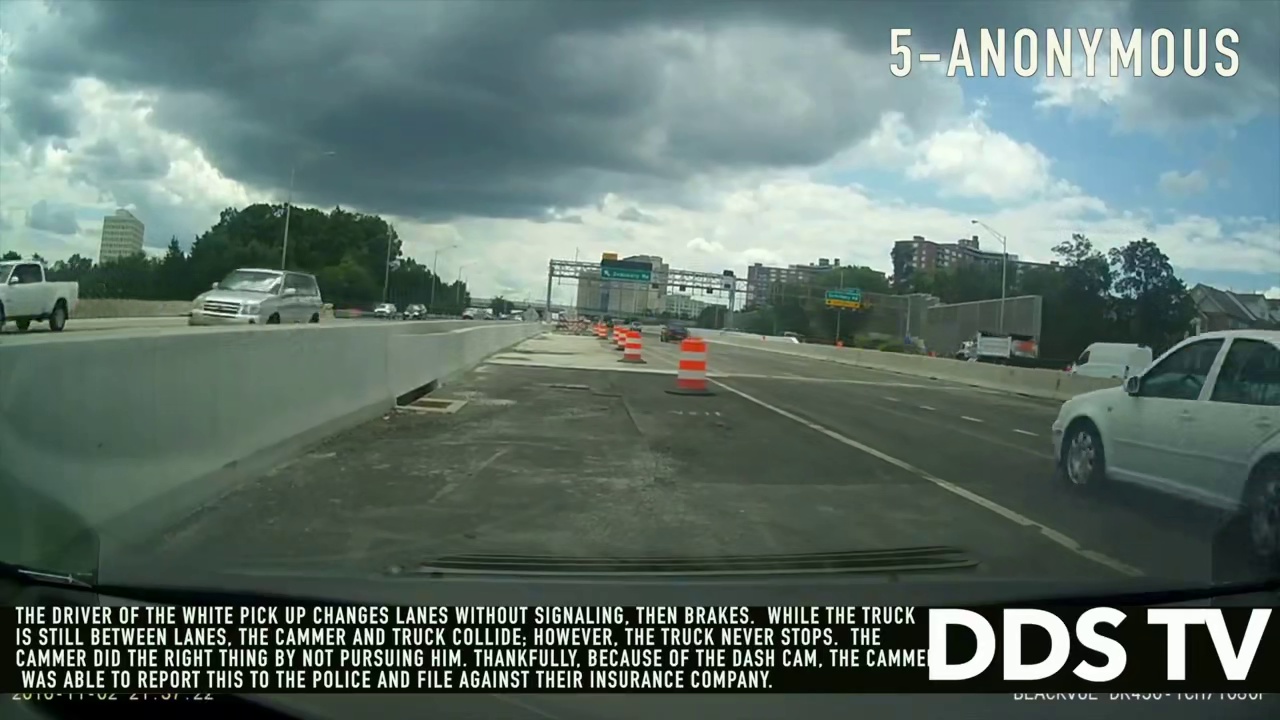 5-ANONYMOUS
THE DRIVER OF THE WHITE PICK UP CHANGES LANES WITHOUT SIGNALING, THEN BRAKES. WHILE THE TRUCK
IS STILL BETWEEN LANES, THE CAMMER AND TRUCK COLLIDE; HOWEVER, THE TRUCK NEVER STOPS. THE
CAMMER DID THE RIGHT THING BY NOT PURSUING HIM. THANKFULLY, BECAUSE OF THE DASH CAM, THE CAMME
WAS ABLE TO REPORT THIS TO THE POLICE AND FILE AGAINST THEIR INSURANCE COMPANY.
DDS TV